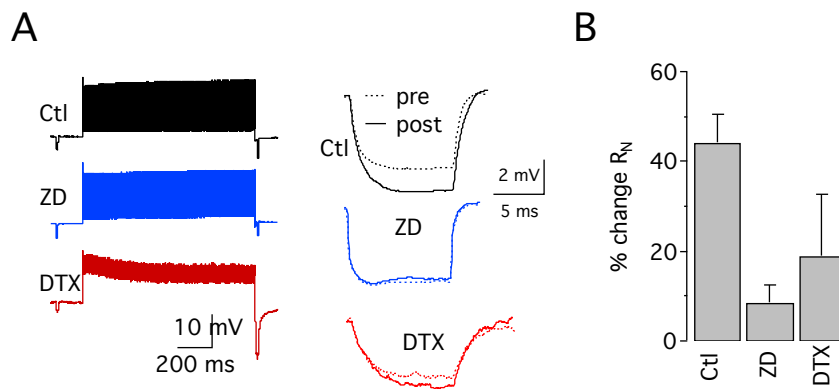 A
Ctl
ZD
DTX
10 mV
200 ms
pre
post
Ctl
2 mV
5 ms
ZD
DTX
B
% change R_N
60
40
20
0
Ctl
ZD
DTX